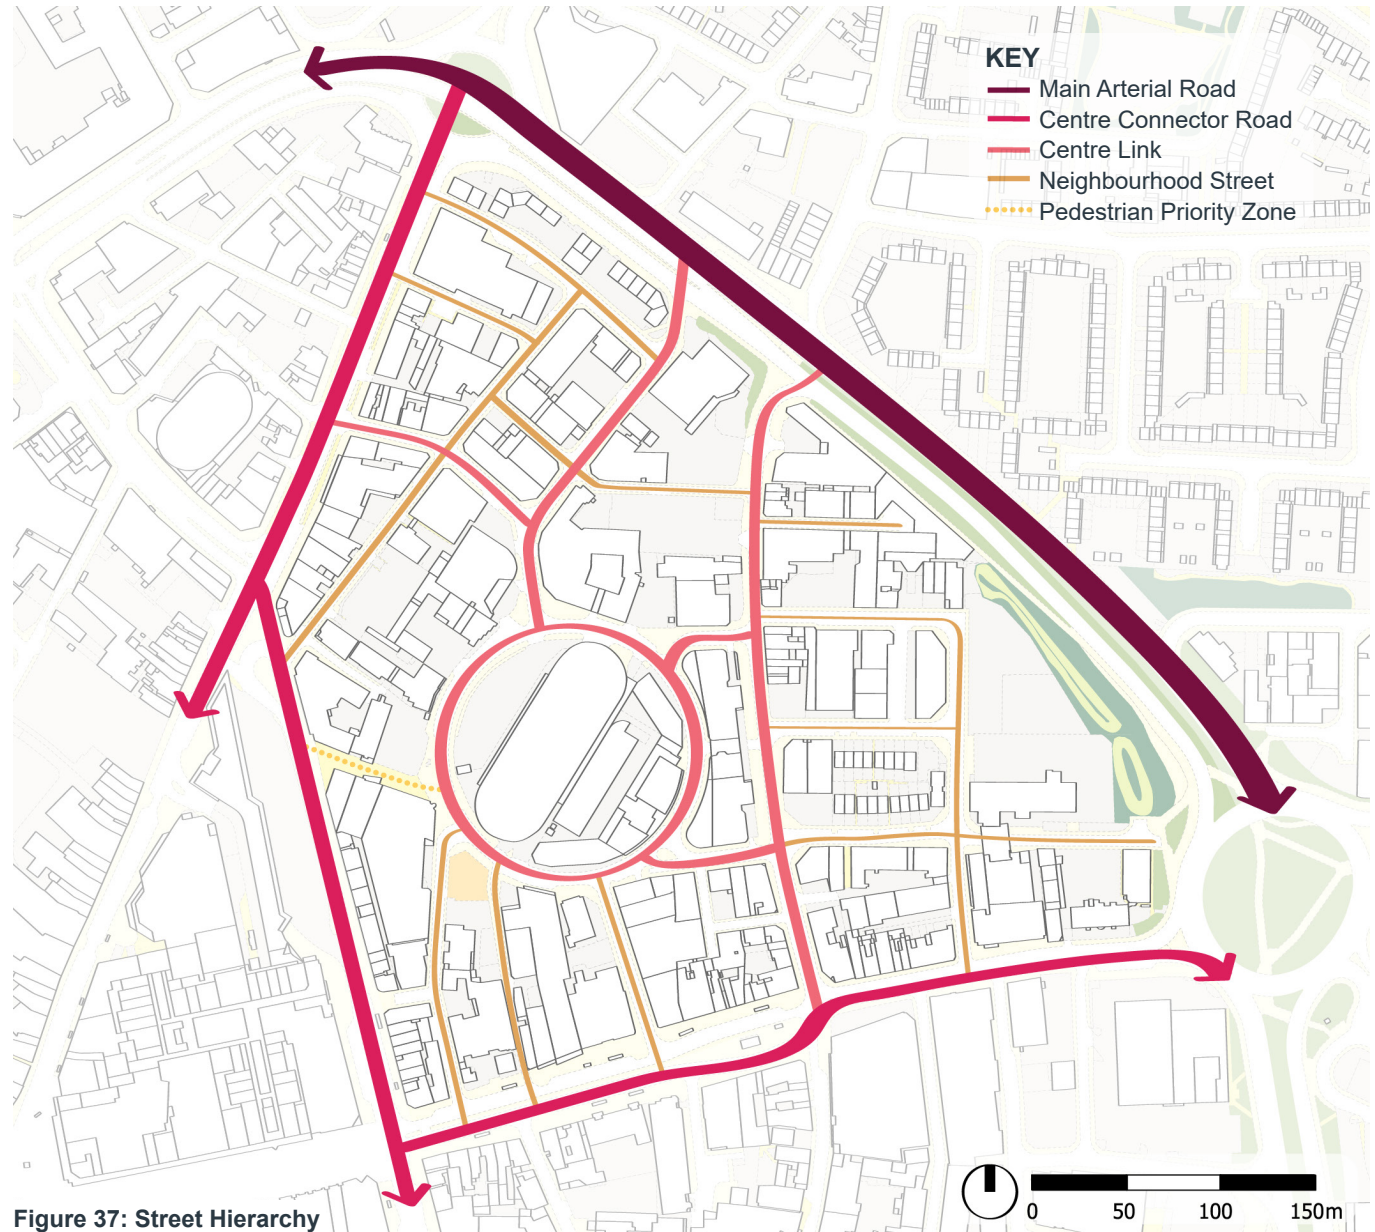 KEY
Main Arterial Road
Centre Connector Road
Centre Link
Neighbourhood Street
Pedestrian Priority Zone
0 50 100 150m
Figure 37: Street Hierarchy